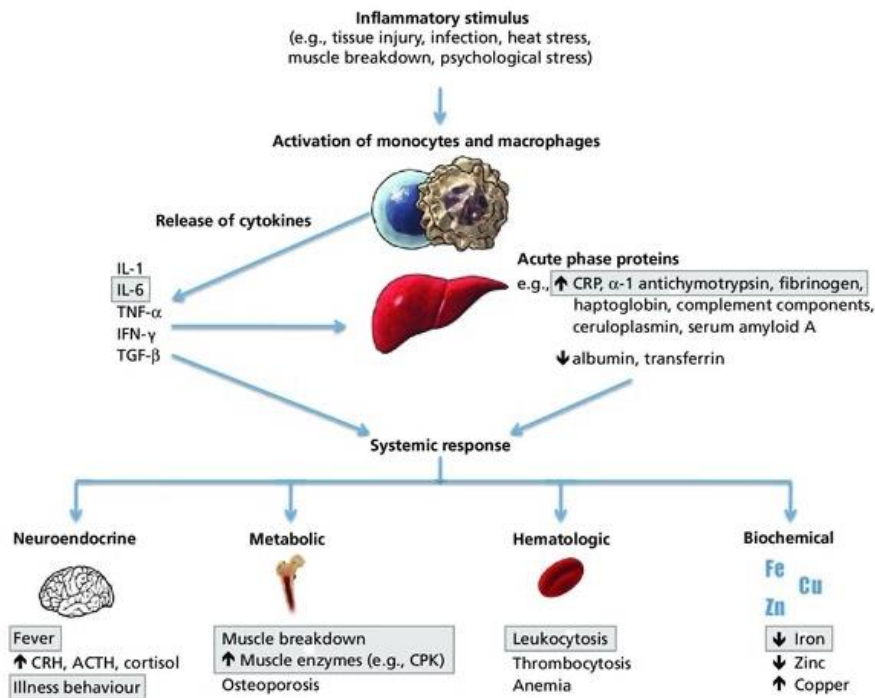 Inflammatory stimulus
(e.g., tissue injury, infection, heat stress,
muscle breakdown, psychological stress)
Activation of monocytes and macrophages
Release of cytokines
IL-1
IL-6
TNF-α
IFN-γ
TGF-β
Acute phase proteins
e.g., ↑ CRP, α-1 antichymotrypsin, fibrinogen,
haptoglobin, complement components,
ceruloplasmin, serum amyloid A
↓ albumin, transferrin
Systemic response
Neuroendocrine
Fever
↑ CRH, ACTH, cortisol
Illness behaviour
Metabolic
Muscle breakdown
↑ Muscle enzymes (e.g., CPK)
Osteoporosis
Hematologic
Leukocytosis
Thrombocytosis
Anemia
Biochemical
Fe
Cu
Zn
↓ Iron
↓ Zinc
↑ Copper